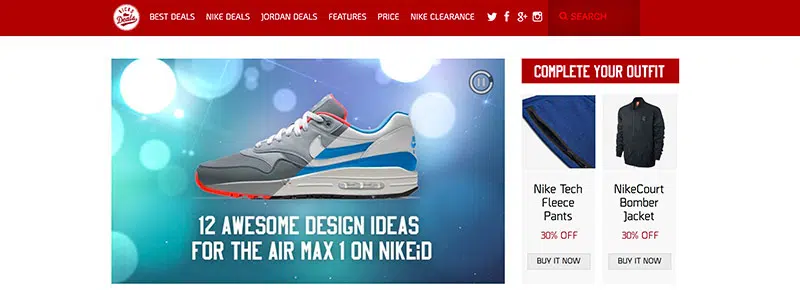 KICKS
Deals
BEST DEALS NIKE DEALS JORDAN DEALS FEATURES PRICE NIKE CLEARANCE SEARCH
COMPLETE YOUR OUTFIT
12 AWESOME DESIGN IDEAS
FOR THE AIR MAX 1 ON NIKEiD
Nike Tech
Fleece
Pants
30% OFF
BUY IT NOW
NikeCourt
Bomber
Jacket
30% OFF
BUY IT NOW